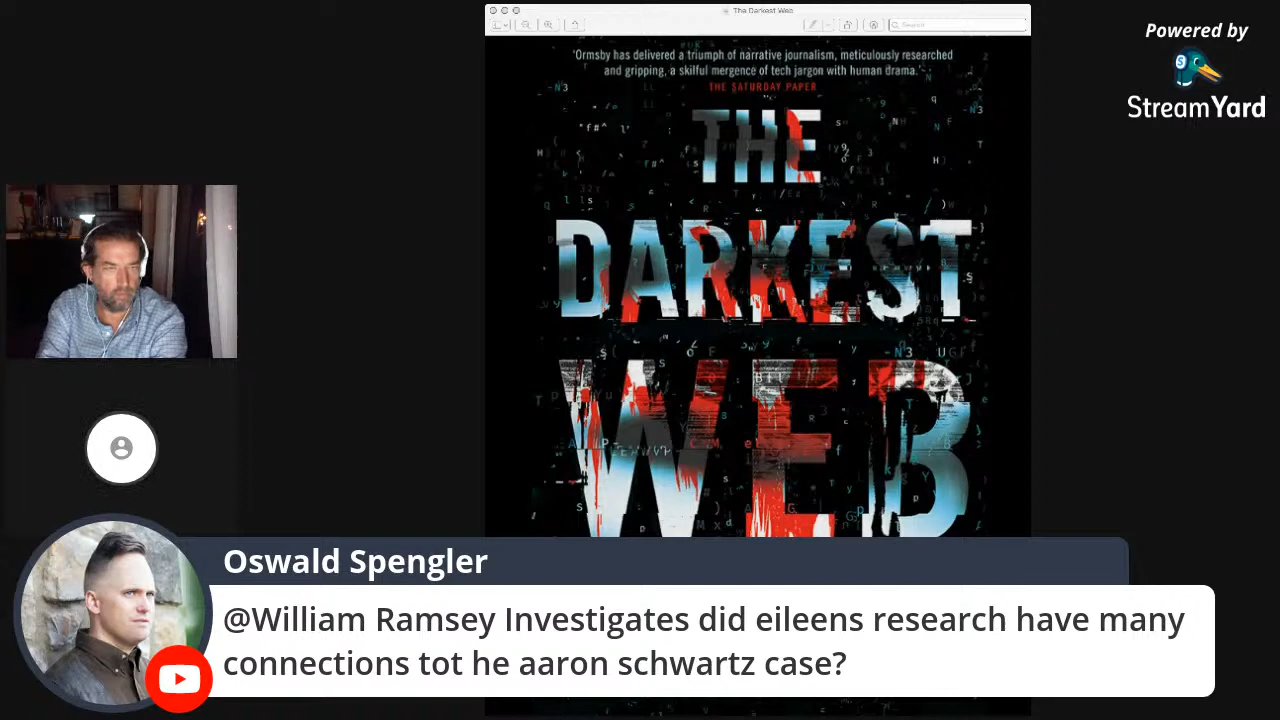 The Darkest Web
Search
Powered by
StreamYard
'Ormsby has delivered a triumph of narrative journalism, meticulously researched
and gripping, a skilful mergence of tech jargon with human drama.'
THE SATURDAY PAPER
THE
DARKEST
WEB
Oswald Spengler
@William Ramsey Investigates did eileens research have many
connections tot he aaron schwartz case?